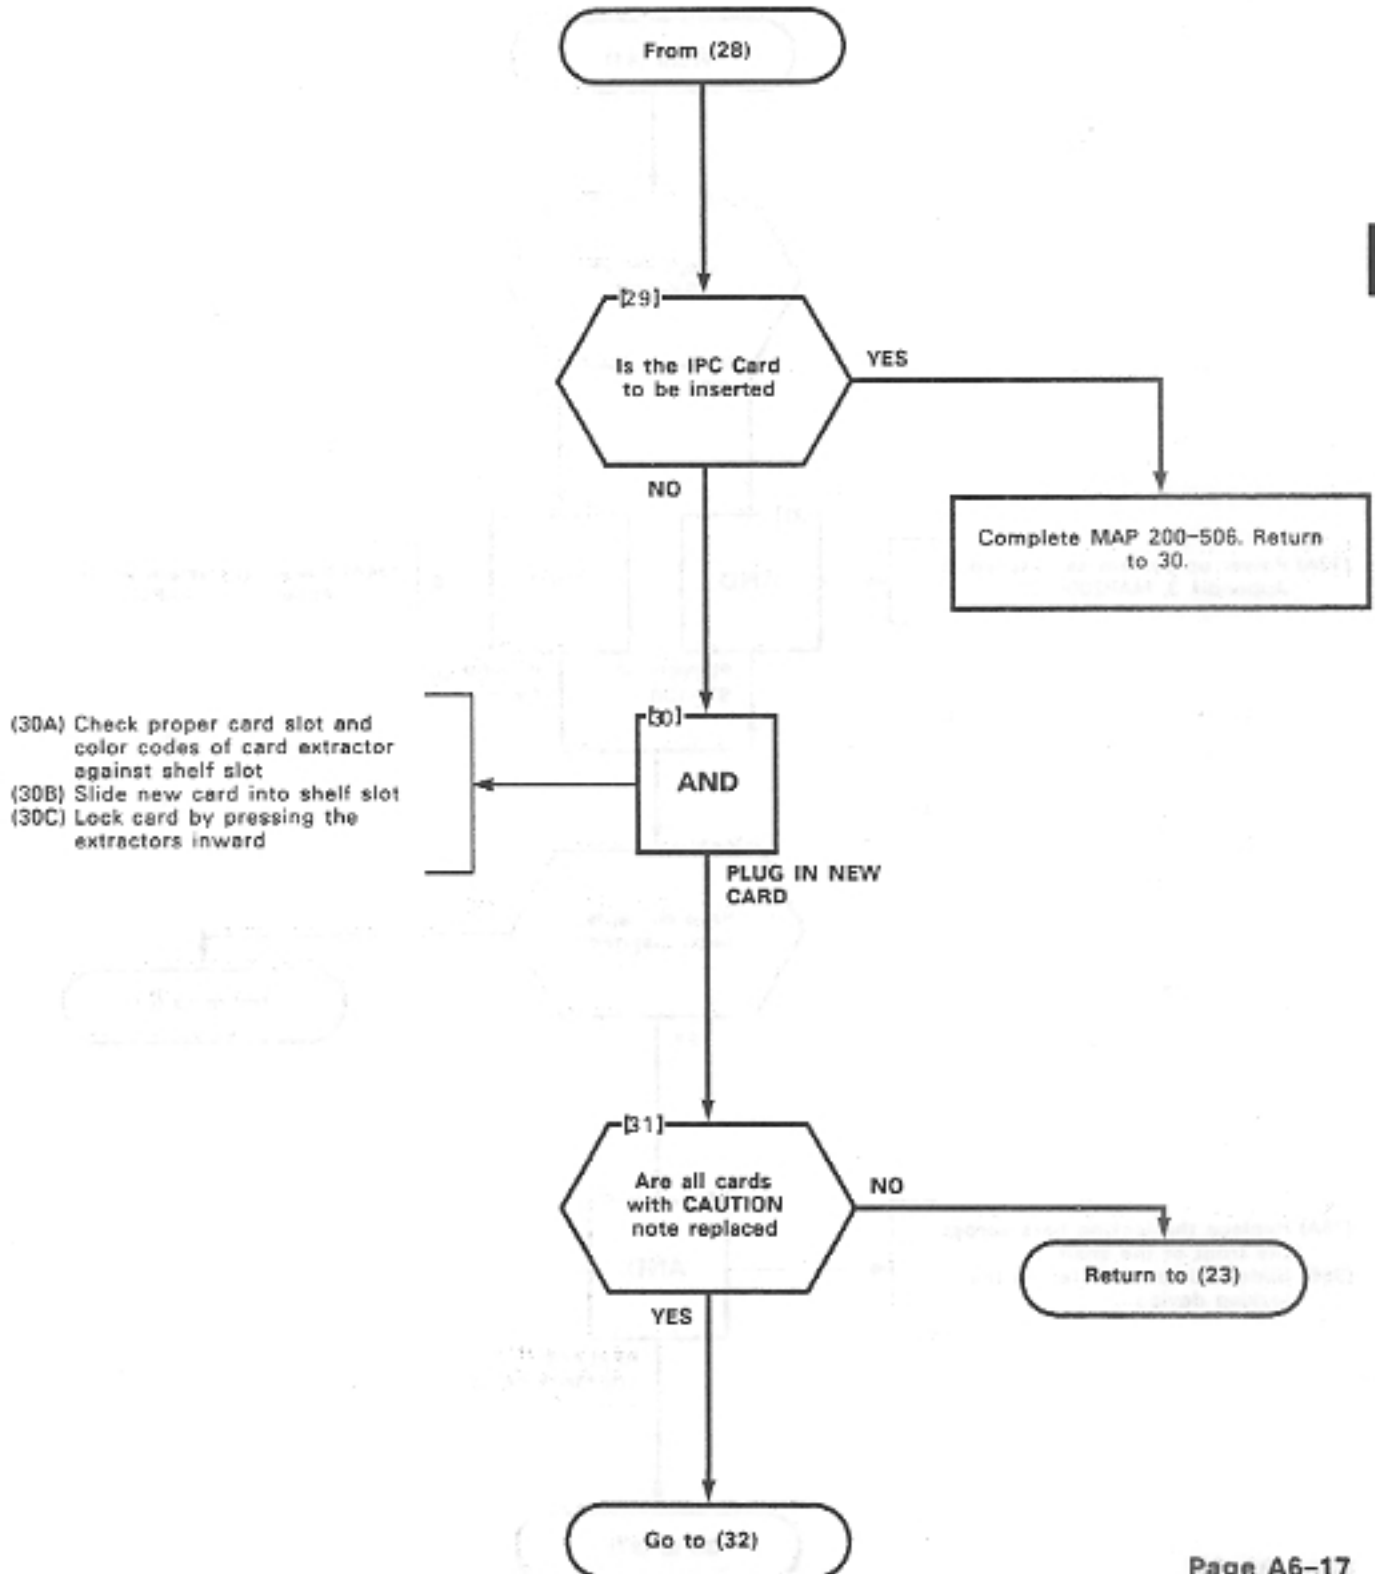 From (28)
[29]
Is the IPC Card
to be inserted
YES
NO
Complete MAP 200-506. Return
to 30.
[30]
AND
(30A) Check proper card slot and
color codes of card extractor
against shelf slot
(30B) Slide new card into shelf slot
(30C) Lock card by pressing the
extractors inward
PLUG IN NEW
CARD
[31]
Are all cards
with CAUTION
note replaced
NO
Return to (23)
YES
Go to (32)
Page A6-17